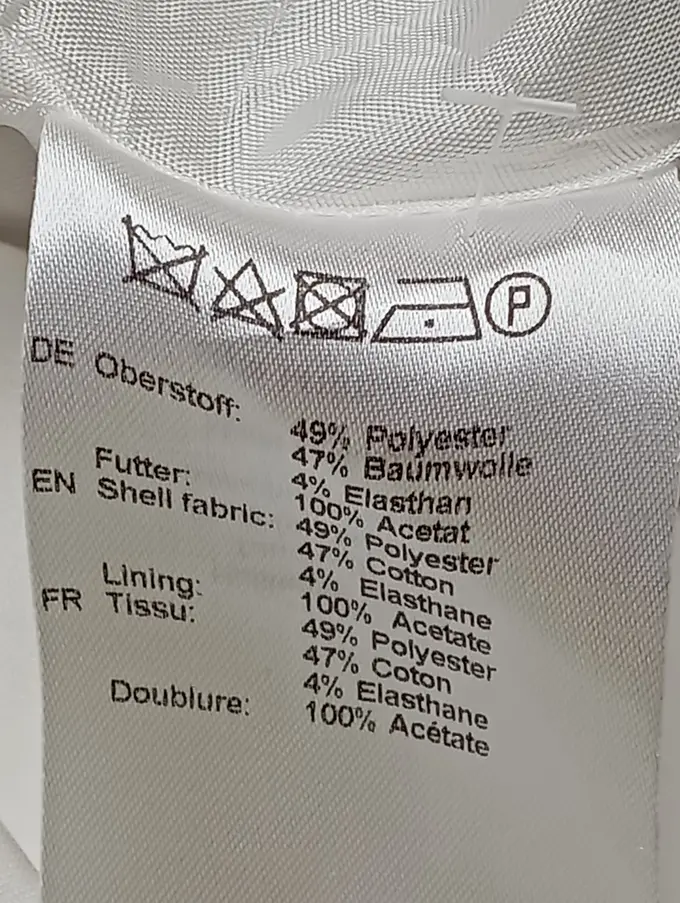 P
DE Oberstoff:
49% Polyester
47% Baumwolle
4% Elasthan
Futter:
100% Acetat
EN Shell fabric:
49% Polyester
47% Cotton
4% Elasthane
Lining:
100% Acetate
FR Tissu:
49% Polyester
47% Coton
4% Elasthane
Doublure:
100% Acétate